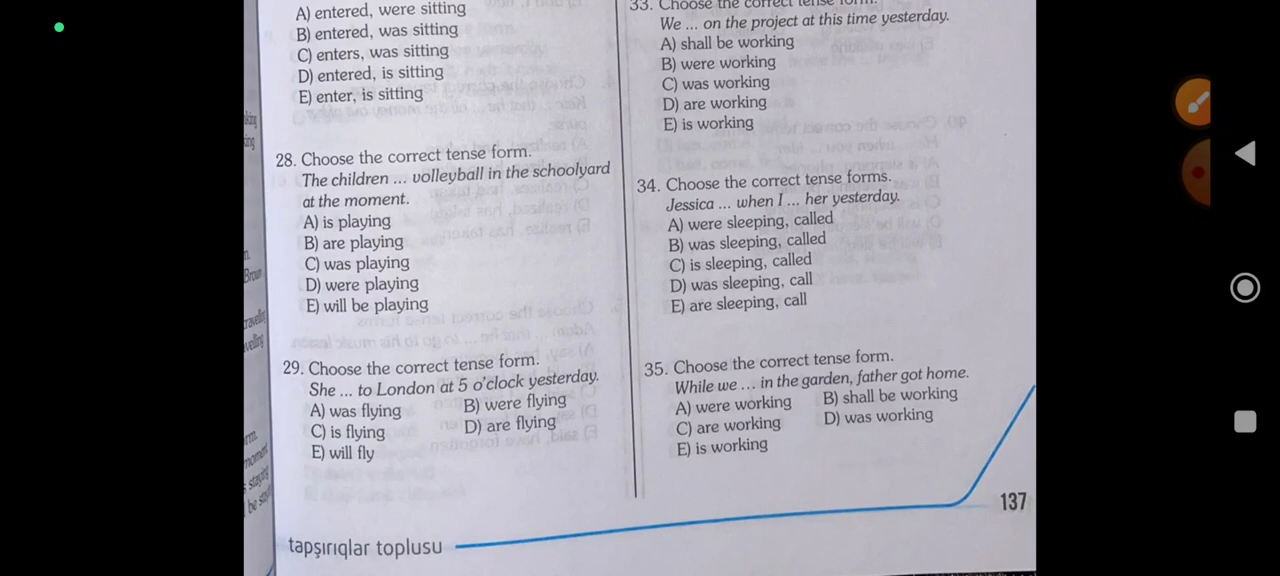 A) entered, were sitting
B) entered, was sitting
C) enters, was sitting
D) entered, is sitting
E) enter, is sitting
28. Choose the correct tense form.
The children ... volleyball in the schoolyard
at the moment.
A) is playing
B) are playing
C) was playing
D) were playing
E) will be playing
29. Choose the correct tense form.
She ... to London at 5 o'clock yesterday.
A) was flying B) were flying
C) is flying D) are flying
E) will fly
33. Choose the correct tense form.
We ... on the project at this time yesterday.
A) shall be working
B) were working
C) was working
D) are working
E) is working
34. Choose the correct tense forms.
Jessica ... when I ... her yesterday.
A) were sleeping, called
B) was sleeping, called
C) is sleeping, called
D) was sleeping, call
E) are sleeping, call
35. Choose the correct tense form.
While we ... in the garden, father got home.
A) were working B) shall be working
C) are working D) was working
E) is working
137
tapşırıqlar toplusu